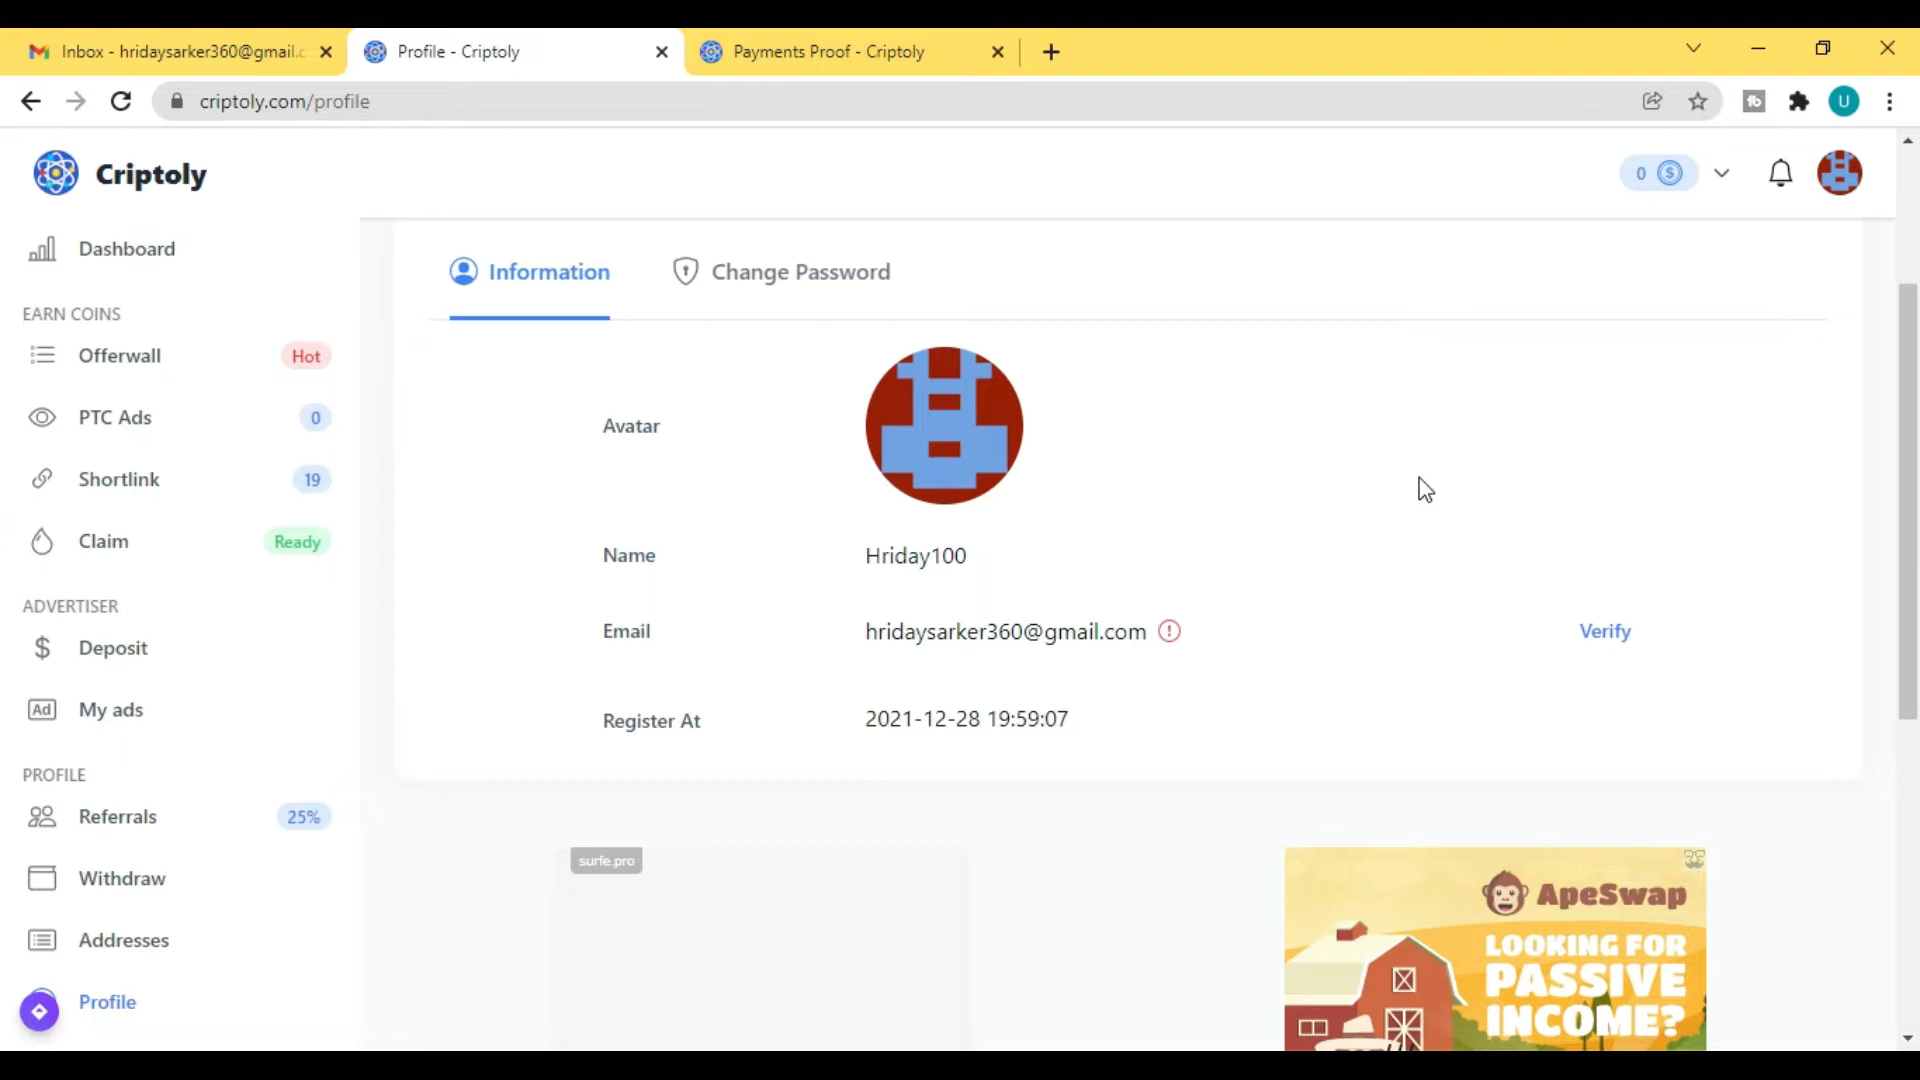 Inbox - hridaysarker360@gmail.c
Profile - Criptoly
Payments Proof - Criptoly
criptoly.com/profile
U
Criptoly
0
Dashboard
EARN COINS
Offerwall Hot
PTC Ads 0
Shortlink 19
Claim Ready
ADVERTISER
Deposit
Ad My ads
PROFILE
Referrals 25%
Withdraw
Addresses
Profile
Information
Change Password
Avatar
Name Hriday100
Email hridaysarker360@gmail.com Verify
Register At 2021-12-28 19:59:07
surfe.pro
ApeSwap
LOOKING FOR
PASSIVE
INCOME?